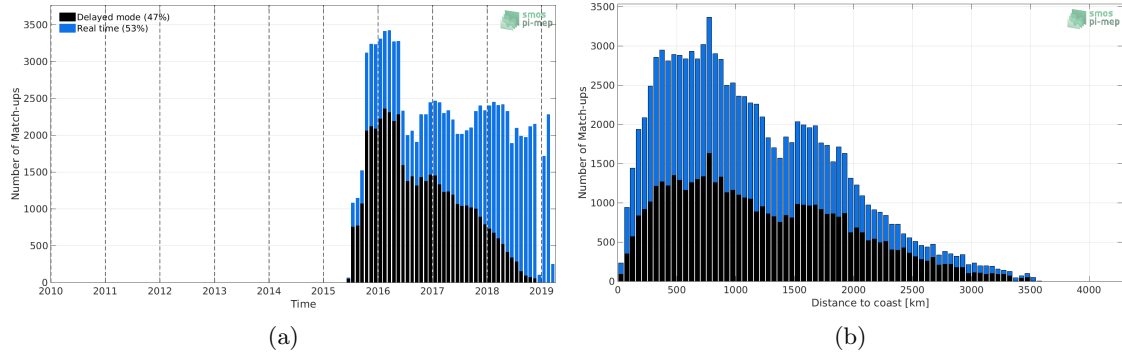 Delayed mode (47%)
Real time (53%)
smos
pi-mep
Number of Match-ups
3500
3000
2500
2000
1500
1000
500
0
2010 2011 2012 2013 2014 2015 2016 2017 2018 2019
Time
(a)
smos
pi-mep
Number of Match-ups
3500
3000
2500
2000
1500
1000
500
0
0 500 1000 1500 2000 2500 3000 3500 4000
Distance to coast [km]
(b)